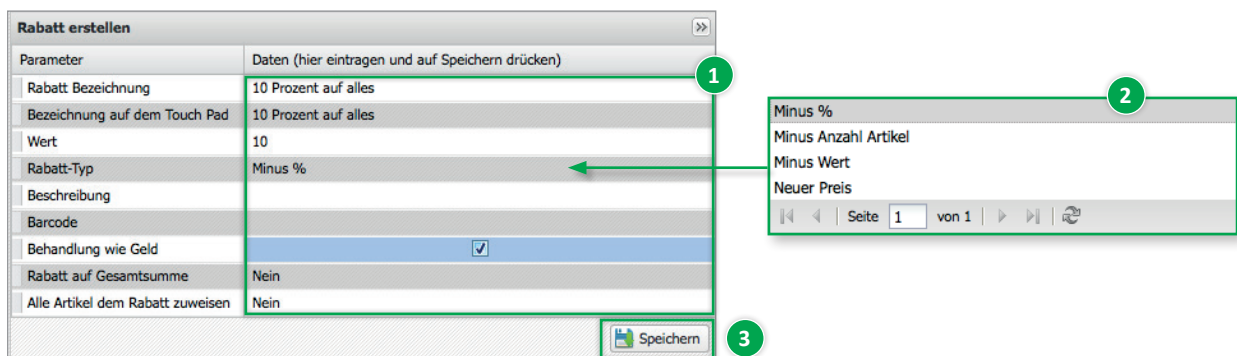 Rabatt erstellen
Parameter Daten (hier eintragen und auf Speichern drücken)
1
Rabatt Bezeichnung 10 Prozent auf alles
Bezeichnung auf dem Touch Pad 10 Prozent auf alles
Wert 10
Rabatt-Typ Minus %
Beschreibung
Barcode
Behandlung wie Geld
Rabatt auf Gesamtsumme Nein
Alle Artikel dem Rabatt zuweisen Nein
Speichern 3
2
Minus %
Minus Anzahl Artikel
Minus Wert
Neuer Preis
Seite 1 von 1